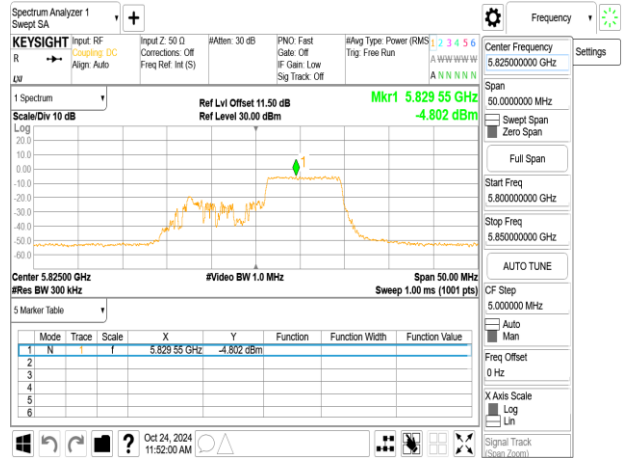 Spectrum Analyzer 1
Swept SA
Frequency
KEYSIGHT
R
Input: RF
Coupling: DC
Align: Auto
Input Z: 50 Ω
Corrections: Off
Freq Ref: Int (S)
#Atten: 30 dB
PNO: Fast
Gate: Off
IF Gain: Low
Sig Track: Off
#Avg Type: Power (RMS
Trig: Free Run
1 2 3 4 5 6
A W W W W W
A N N N N N
Center Frequency
5.825000000 GHz
Settings
Span
50.0000000 MHz
Swept Span
Zero Span
Full Span
Start Freq
5.800000000 GHz
Stop Freq
5.850000000 GHz
AUTO TUNE
CF Step
5.000000 MHz
Auto
Man
Freq Offset
0 Hz
X Axis Scale
Log
Lin
Signal Track
(Span Zoom)
1 Spectrum
Scale/Div 10 dB
Ref Lvl Offset 11.50 dB
Ref Level 30.00 dBm
Mkr1 5.829 55 GHz
-4.802 dBm
Log
20.0
10.0
0.00
-10.0
-20.0
-30.0
-40.0
-50.0
-60.0
1
Center 5.82500 GHz
#Res BW 300 kHz
#Video BW 1.0 MHz
Span 50.00 MHz
Sweep 1.00 ms (1001 pts)
5 Marker Table
Mode Trace Scale X Y Function Function Width Function Value
1 N 1 f 5.829 55 GHz -4.802 dBm
2
3
4
5
6
?
Oct 24, 2024
11:52:00 AM